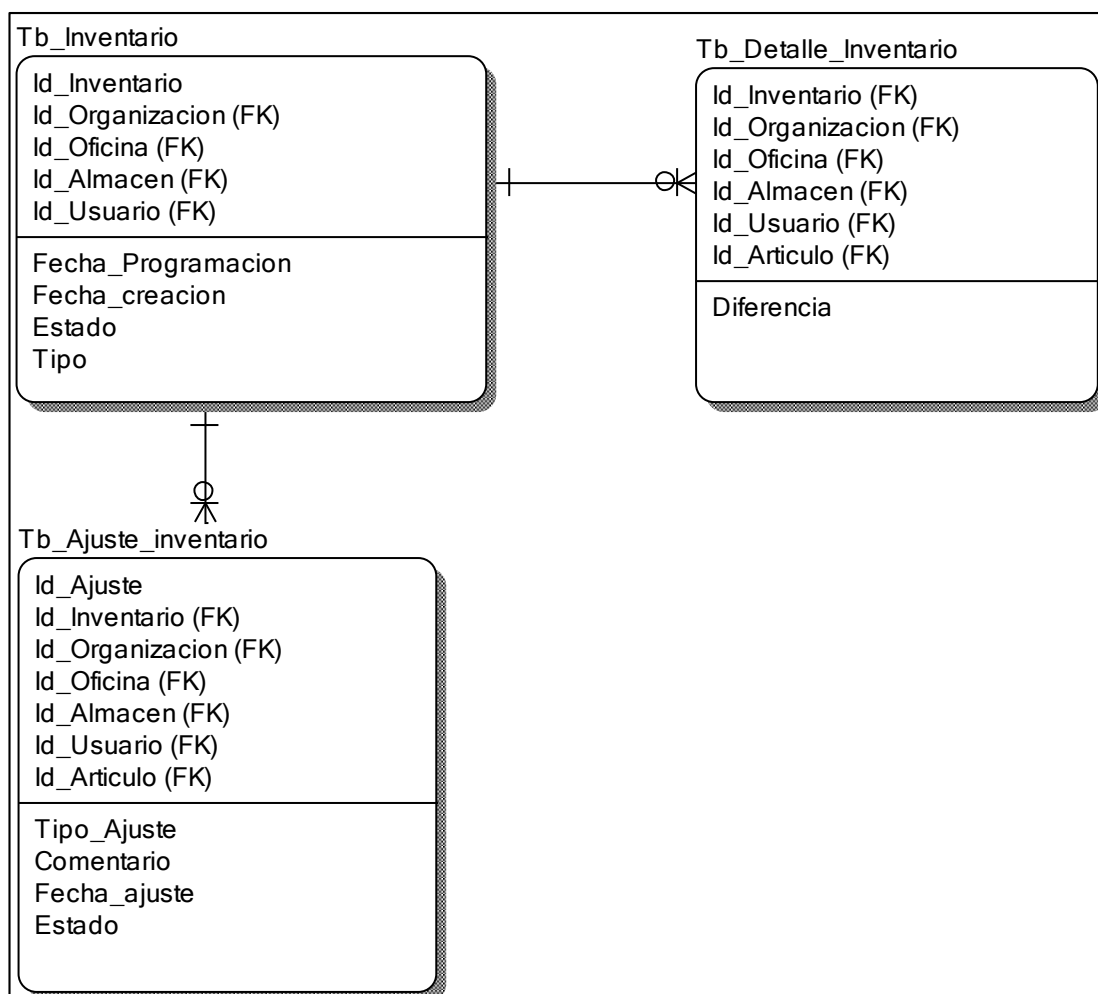 Tb_Inventario
Id_Inventario
Id_Organizacion (FK)
Id_Oficina (FK)
Id_Almacen (FK)
Id_Usuario (FK)
Fecha_Programacion
Fecha_creacion
Estado
Tipo
Tb_Detalle_Inventario
Id_Inventario (FK)
Id_Organizacion (FK)
Id_Oficina (FK)
Id_Almacen (FK)
Id_Usuario (FK)
Id_Articulo (FK)
Diferencia
Tb_Ajuste_inventario
Id_Ajuste
Id_Inventario (FK)
Id_Organizacion (FK)
Id_Oficina (FK)
Id_Almacen (FK)
Id_Usuario (FK)
Id_Articulo (FK)
Tipo_Ajuste
Comentario
Fecha_ajuste
Estado